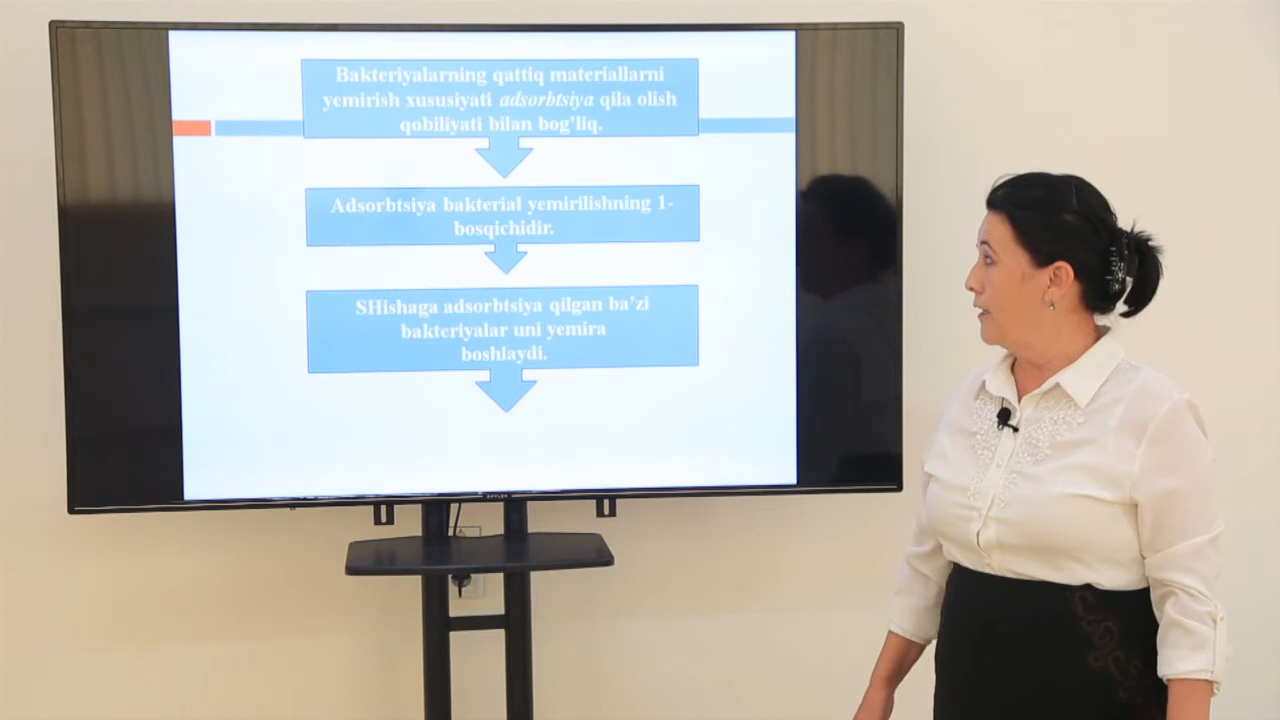 Bakteriyalarning qattiq materiallarni
yemirish xususiyati adsorbtsiya qila olish
qobiliyati bilan bog’liq.
Adsorbtsiya bakterial yemirilishning 1-
bosqichidir.
SHishaga adsorbtsiya qilgan ba’zi
bakteriyalar uni yemira
boshlaydi.